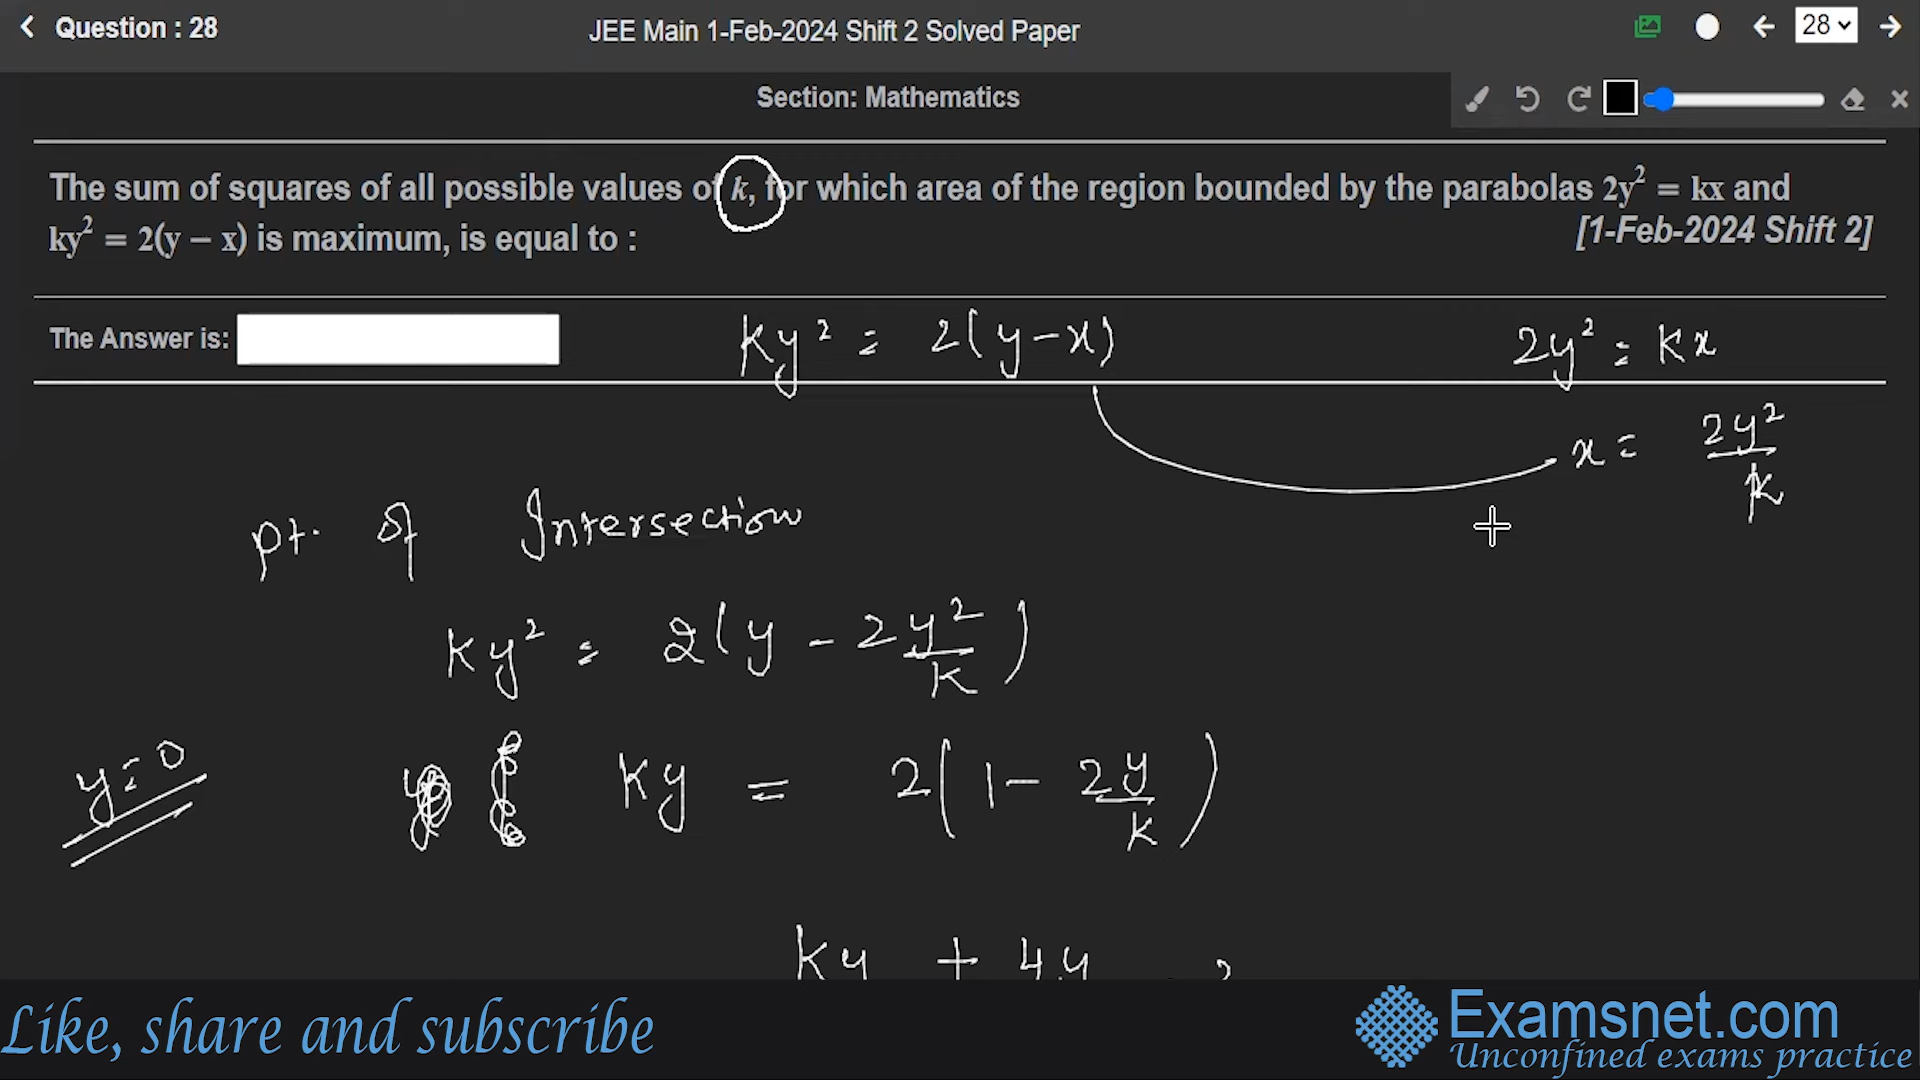 Question : 28
JEE Main 1-Feb-2024 Shift 2 Solved Paper
28
Section: Mathematics
The sum of squares of all possible values of k, for which area of the region bounded by the parabolas 2y² = kx and
ky² = 2(y − x) is maximum, is equal to :
[1-Feb-2024 Shift 2]
The Answer is:
ky² = 2(y-x)
2y² = kx
x = 2y²/k
Pt. of Intersection
ky² = 2(y - 2y²/k)
y=0
ky = 2(1 - 2y/k)
ky + 4y
Like, share and subscribe
Examsnet.com
Unconfined exams practice